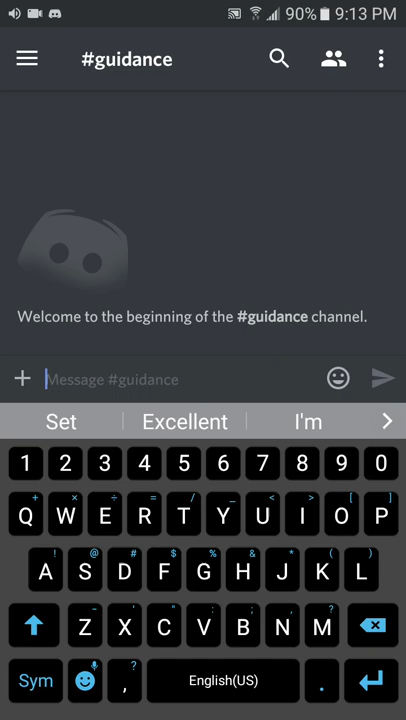 90% 9:13 PM
#guidance
Welcome to the beginning of the #guidance channel.
Message #guidance
Set Excellent I'm
1 2 3 4 5 6 7 8 9 0
+ × ÷ = / _ < > [ ]
Q W E R T Y U I O P
! @ # $ % & * ( )
A S D F G H J K L
- ' " : ; , ?
Z X C V B N M
Sym , ? English(US) .